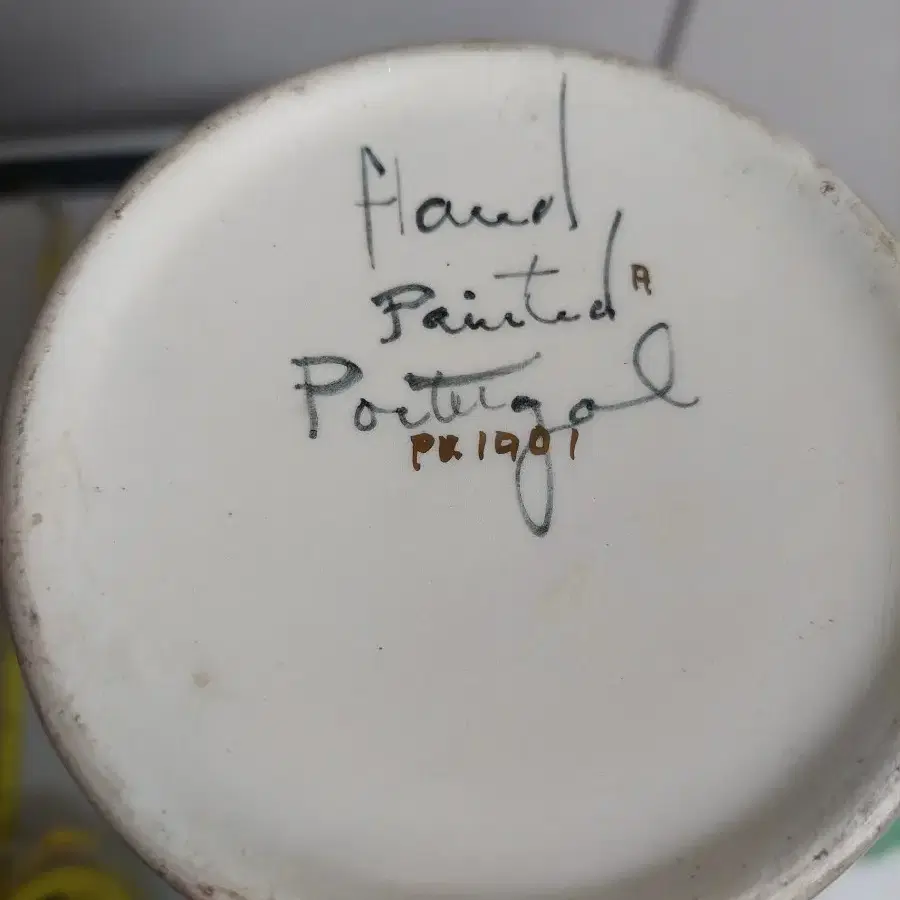 Hand
Painted A
Portugal
PK1901